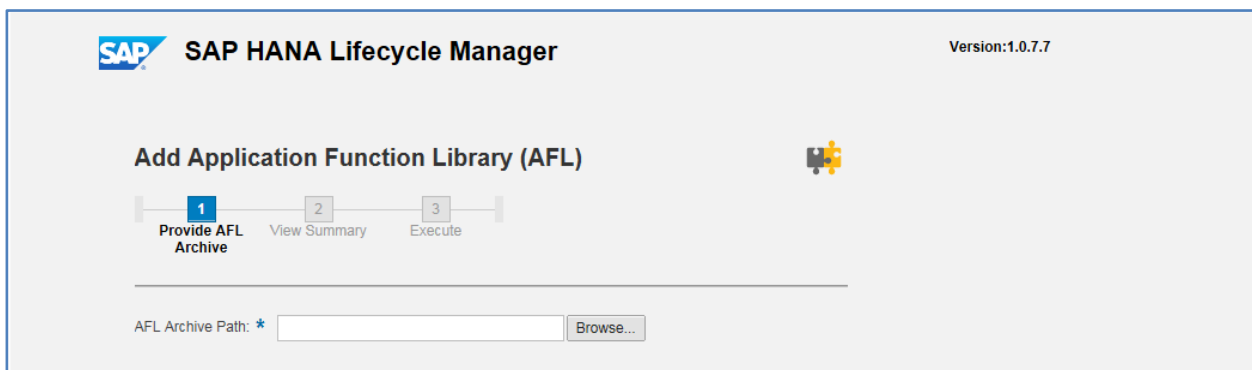 SAP SAP HANA Lifecycle Manager Version:1.0.7.7
Add Application Function Library (AFL)
1 2 3
Provide AFL View Summary Execute
Archive
AFL Archive Path: * Browse...